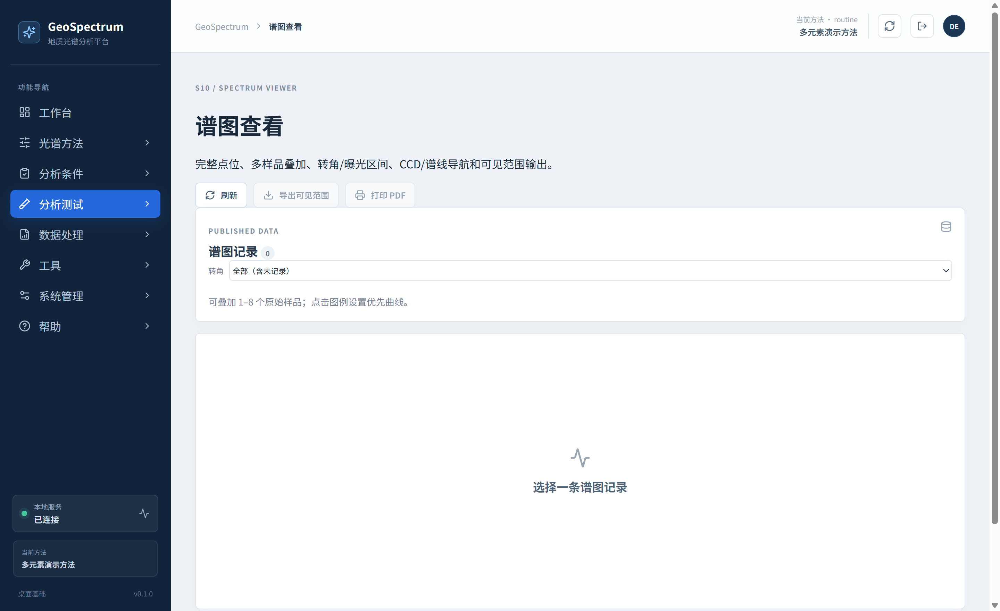 GeoSpectrum
地质光谱分析平台
功能导航
工作台
光谱方法
分析条件
分析测试
数据处理
工具
系统管理
帮助
本地服务
已连接
当前方法
多元素演示方法
桌面基础 v0.1.0
GeoSpectrum 谱图查看
当前方法 · routine
多元素演示方法
DE
S10 / SPECTRUM VIEWER
谱图查看
完整点位、多样品叠加、转角/曝光区间、CCD/谱线导航和可见范围输出。
刷新 导出可见范围 打印 PDF
PUBLISHED DATA
谱图记录 0
转角 全部（含未记录）
可叠加 1–8 个原始样品；点击图例设置优先曲线。
选择一条谱图记录